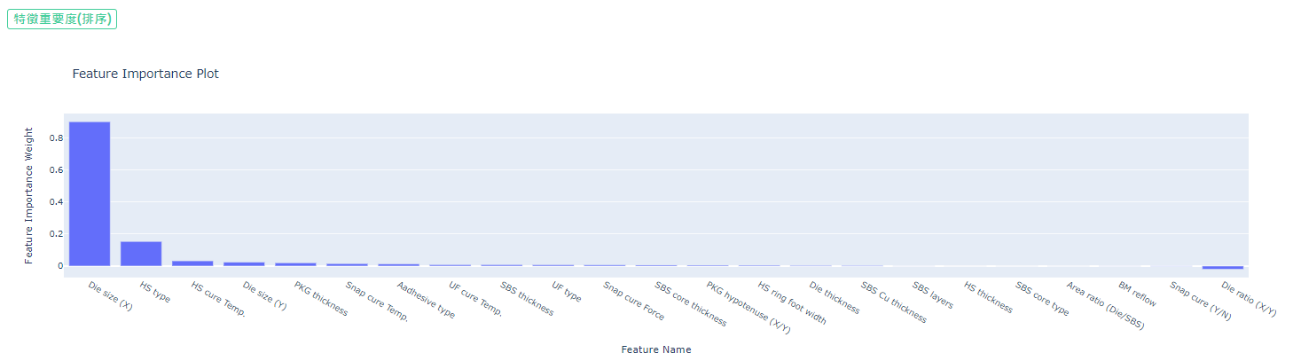 特徵重要度(排序)
Feature Importance Plot
Feature Importance Weight
0.8
0.6
0.4
0.2
0
Die size (X)
HS type
HS cure Temp.
Die size (Y)
PKG thickness
Snap cure Temp.
Aadhesive type
UF cure Temp.
SBS thickness
UF type
Snap cure Force
SBS core thickness
PKG hypotenuse (X/Y)
HS ring foot width
Die thickness
SBS Cu thickness
SBS layers
HS thickness
SBS core type
Area ratio (Die/SBS)
BM reflow
Snap cure (Y/N)
Die ratio (X/Y)
Feature Name